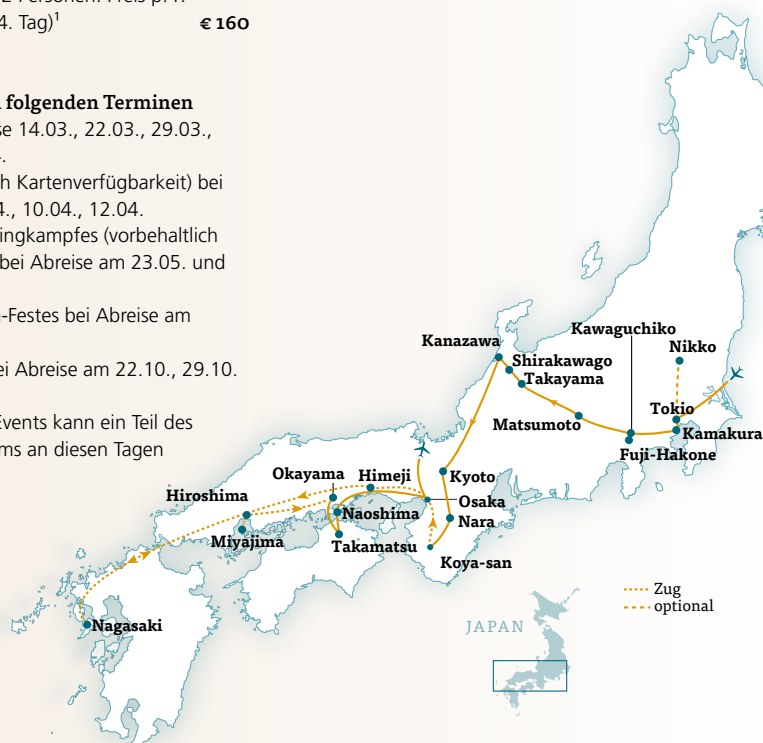 2 Personen. Preis p. P.
4. Tag)¹ € 160
folgenden Terminen
se 14.03., 22.03., 29.03.,
h Kartenverfügbarkeit) bei
4., 10.04., 12.04.
ingkampfes (vorbehaltlich
bei Abreise am 23.05. und
-Festes bei Abreise am
ei Abreise am 22.10., 29.10.
Events kann ein Teil des
ms an diesen Tagen
Kanazawa
Kawaguchiko
Nikko
Shirakawago
Takayama
Matsumoto
Tokio
Kamakura
Fuji-Hakone
Okayama
Himeji
Kyoto
Hiroshima
Osaka
Naoshima
Nara
Miyajima
Takamatsu
Koya-san
Nagasaki
Zug
optional
JAPAN